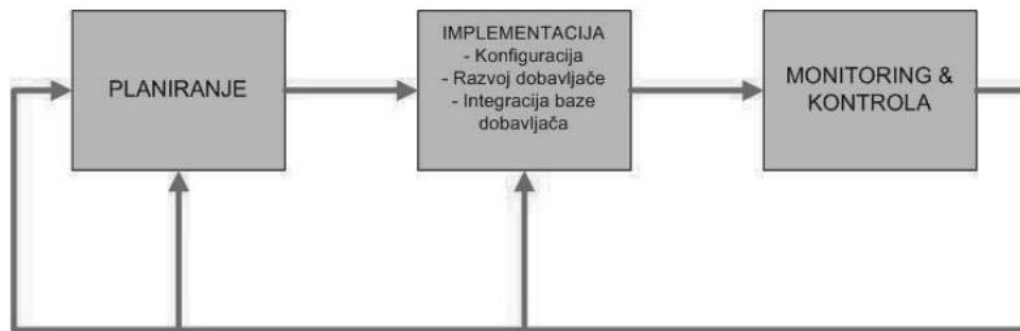 PLANIRANJE
IMPLEMENTACIJA
- Konfiguracija
- Razvoj dobavljače
- Integracija baze
dobavljača
MONITORING &
KONTROLA